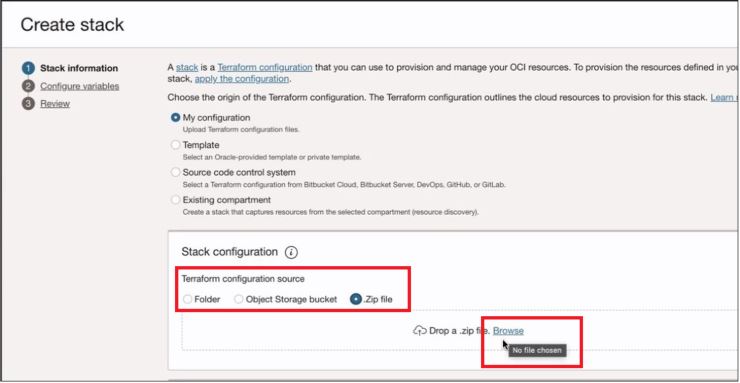 Create stack
1 Stack information
2 Configure variables
3 Review
A stack is a Terraform configuration that you can use to provision and manage your OCI resources. To provision the resources defined in you
stack, apply the configuration.
Choose the origin of the Terraform configuration. The Terraform configuration outlines the cloud resources to provision for this stack. Learn
My configuration
Upload Terraform configuration files.
Template
Select an Oracle-provided template or private template.
Source code control system
Select a Terraform configuration from Bitbucket Cloud, Bitbucket Server, DevOps, GitHub, or GitLab.
Existing compartment
Create a stack that captures resources from the selected compartment (resource discovery).
Stack configuration i
Terraform configuration source
Folder Object Storage bucket .Zip file
Drop a .zip file. Browse
No file chosen